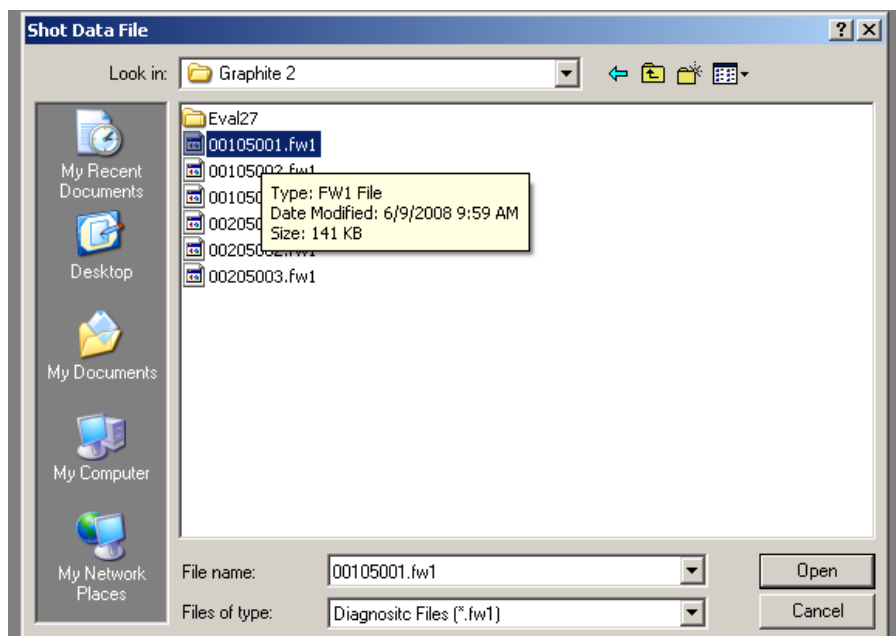 Shot Data File
Look in: Graphite 2
My Recent
Documents
Desktop
My Documents
My Computer
My Network
Places
Eval27
00105001.fw1
00105002.fw1
Type: FW1 File
Date Modified: 6/9/2008 9:59 AM
Size: 141 KB
00205003.fw1
File name: 00105001.fw1
Open
Files of type: Diagnositc Files (*.fw1)
Cancel